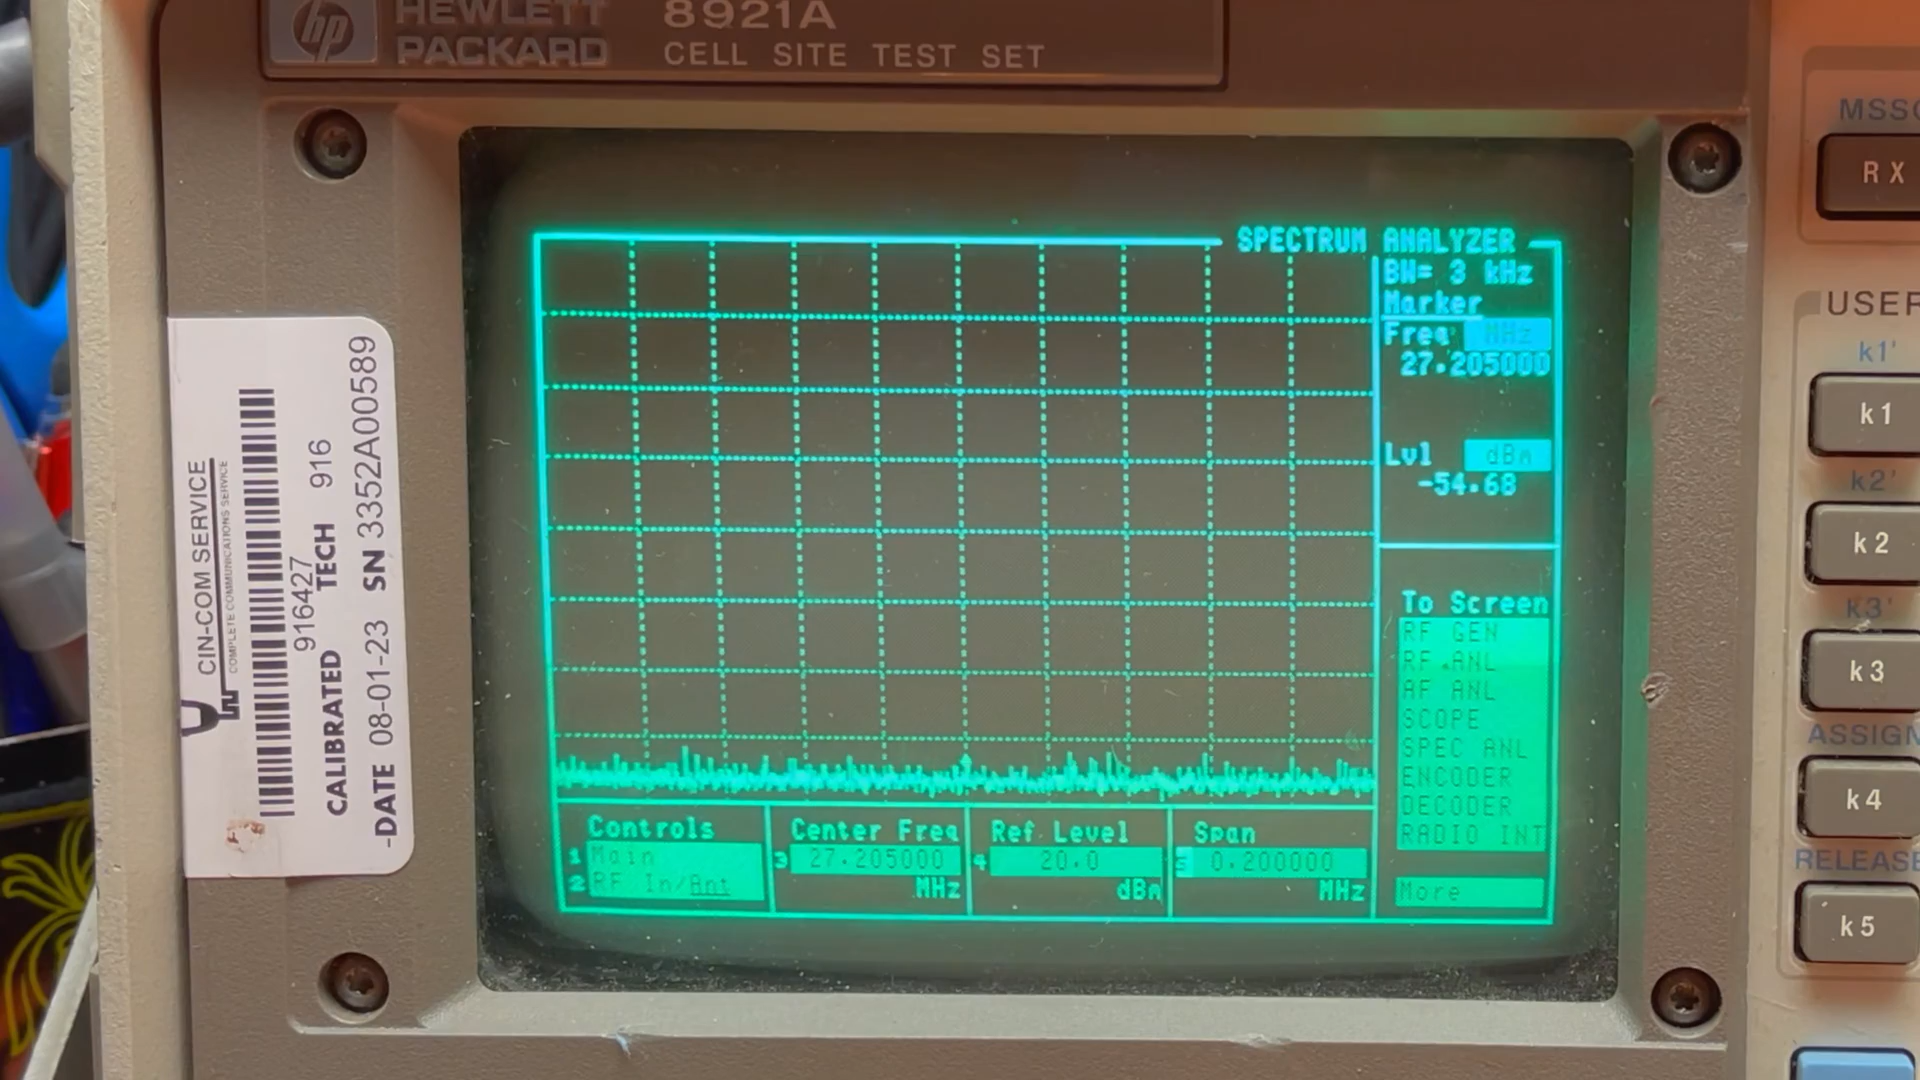 hp
HEWLETT
PACKARD
8921A
CELL SITE TEST SET
CIN-COM SERVICE
COMPLETE COMMUNICATIONS SERVICE
916427
CALIBRATED TECH 916
-DATE 08-01-23 SN 3352A00589
SPECTRUM ANALYZER
BW= 3 kHz
Marker
Freq MHz
27.205000
Lvl dBm
-54.68
To Screen
RF GEN
RF ANL
AF ANL
SCOPE
SPEC ANL
ENCODER
DECODER
RADIO INT
More
Controls
1 Main
2 RF In/Ant
Center Freq
3 27.205000
MHz
Ref Level
4 20.0
dBm
Span
5 0.200000
MHz
MSSG
RX
USER
k1'
k1
k2'
k2
k3'
k3
ASSIGN
k4
RELEASE
k5